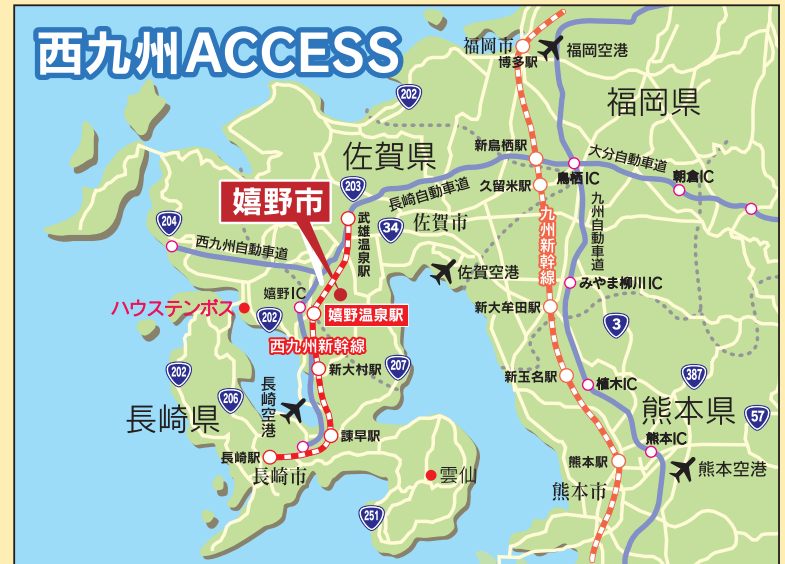 西九州ACCESS
福岡市
博多駅
福岡空港
福岡県
202
佐賀県
新鳥栖駅
大分自動車道
鳥栖IC
朝倉IC
久留米駅
203
長崎自動車道
嬉野市
204
武雄温泉駅
34
佐賀市
九州新幹線
九州自動車道
西九州自動車道
佐賀空港
みやま柳川IC
嬉野IC
ハウステンボス
202
嬉野温泉駅
新大牟田駅
3
西九州新幹線
202
新大村駅
207
新玉名駅
植木IC
387
206
長崎空港
長崎県
熊本県
57
諫早駅
熊本IC
長崎駅
長崎市
雲仙
熊本駅
熊本空港
熊本市
251